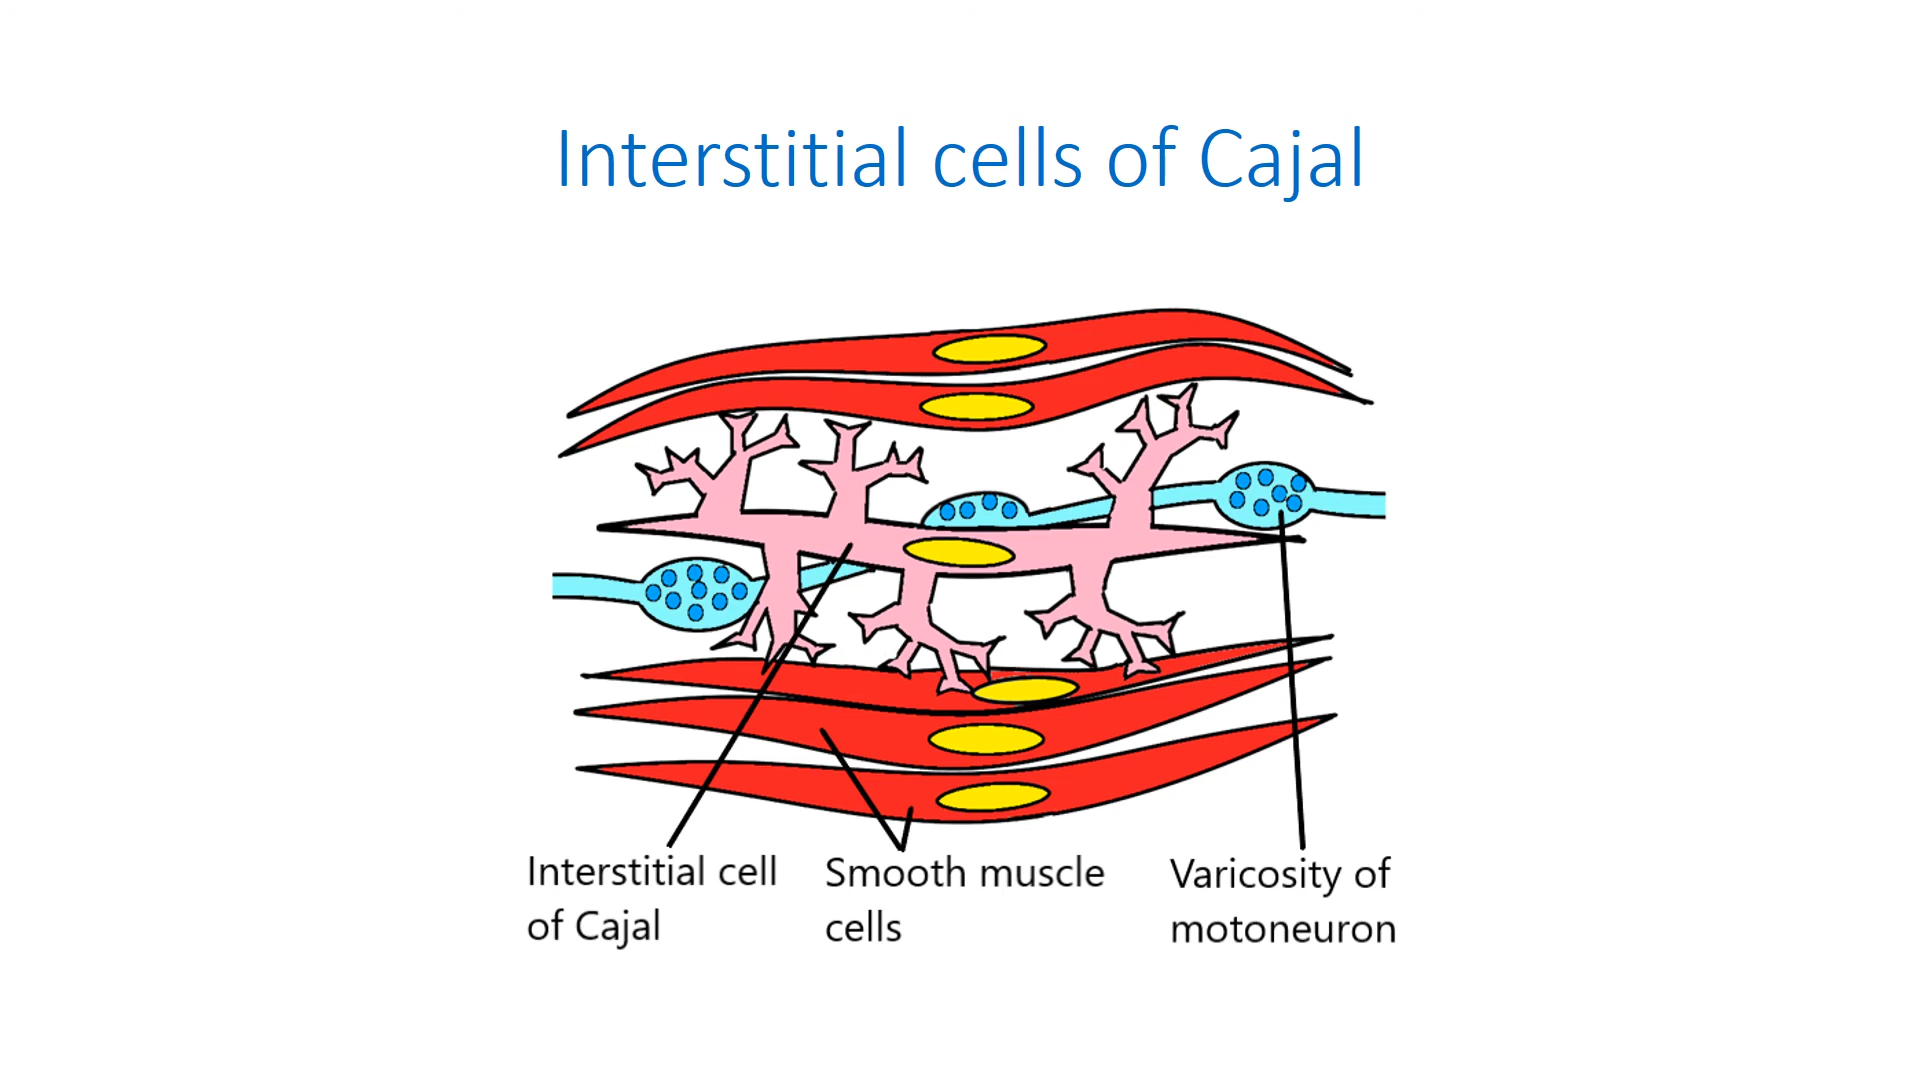 Interstitial cells of Cajal
Interstitial cell
of Cajal
Smooth muscle
cells
Varicosity of
motoneuron